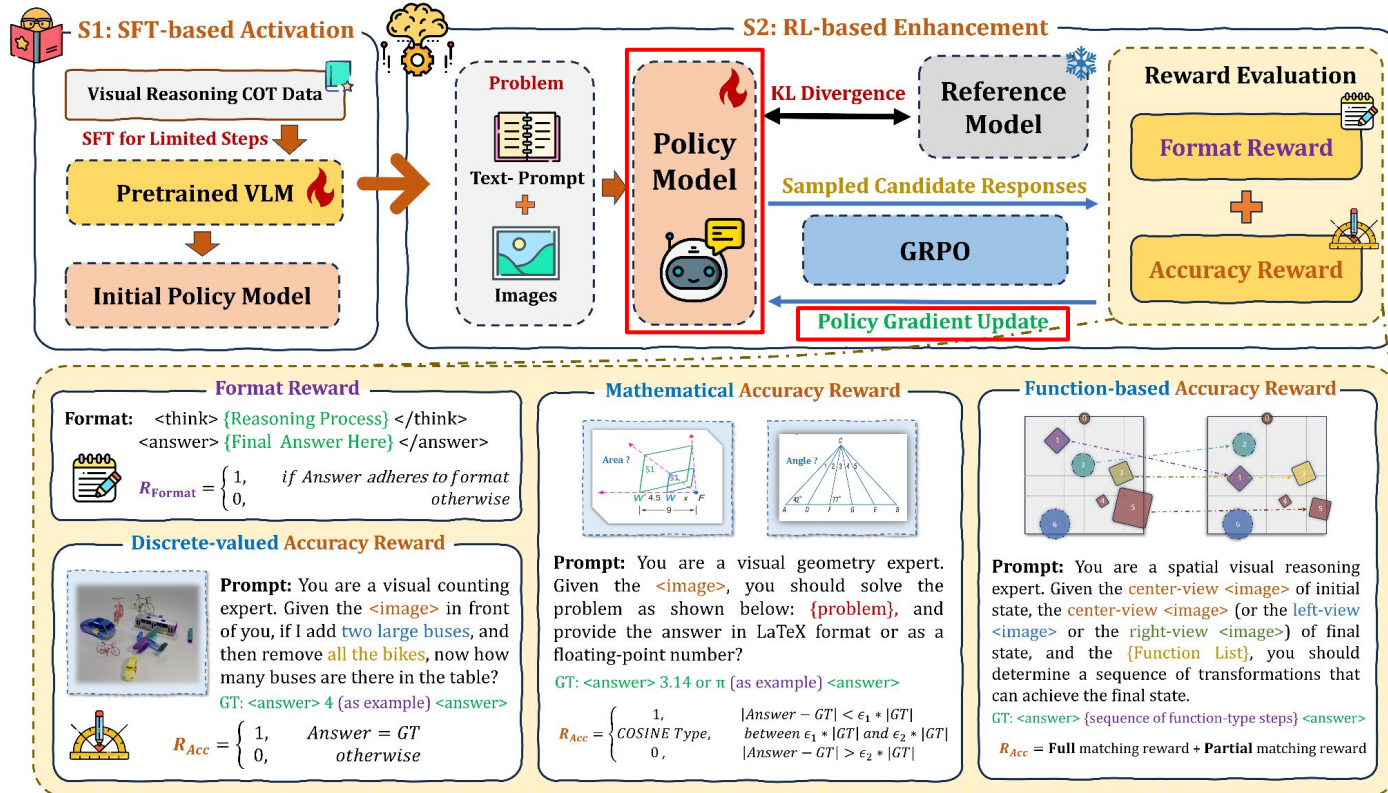 S1: SFT-based Activation
Visual Reasoning COT Data
SFT for Limited Steps
Pretrained VLM
Initial Policy Model
S2: RL-based Enhancement
Problem
Text- Prompt
+
Images
Policy
Model
KL Divergence
Reference
Model
Sampled Candidate Responses
GRPO
Policy Gradient Update
Reward Evaluation
Format Reward
+
Accuracy Reward
Format Reward
Format: <think> {Reasoning Process} </think>
<answer> {Final Answer Here} </answer>
R_Format = { 1, if Answer adheres to format
0, otherwise
Discrete-valued Accuracy Reward
Prompt: You are a visual counting
expert. Given the <image> in front
of you, if I add two large buses, and
then remove all the bikes, now how
many buses are there in the table?
GT: <answer> 4 (as example) <answer>
R_Acc = { 1, Answer = GT
0, otherwise
Mathematical Accuracy Reward
Area ?
S1
S1
W' 4.5 W x F
9
Angle ?
C
1 2 3 4 5
42° 77°
A D F G E B
Prompt: You are a visual geometry expert.
Given the <image>, you should solve the
problem as shown below: {problem}, and
provide the answer in LaTeX format or as a
floating-point number?
GT: <answer> 3.14 or π (as example) <answer>
R_Acc = { 1, |Answer − GT| < ϵ₁ * |GT|
COSINE Type, between ϵ₁ * |GT| and ϵ₂ * |GT|
0, |Answer − GT| > ϵ₂ * |GT|
Function-based Accuracy Reward
0
1
2
4
5
6
0
2
1
4
5
6
Prompt: You are a spatial visual reasoning
expert. Given the center-view <image> of initial
state, the center-view <image> (or the left-view
<image> or the right-view <image>) of final
state, and the {Function List}, you should
determine a sequence of transformations that
can achieve the final state.
GT: <answer> {sequence of function-type steps} <answer>
R_Acc = Full matching reward + Partial matching reward